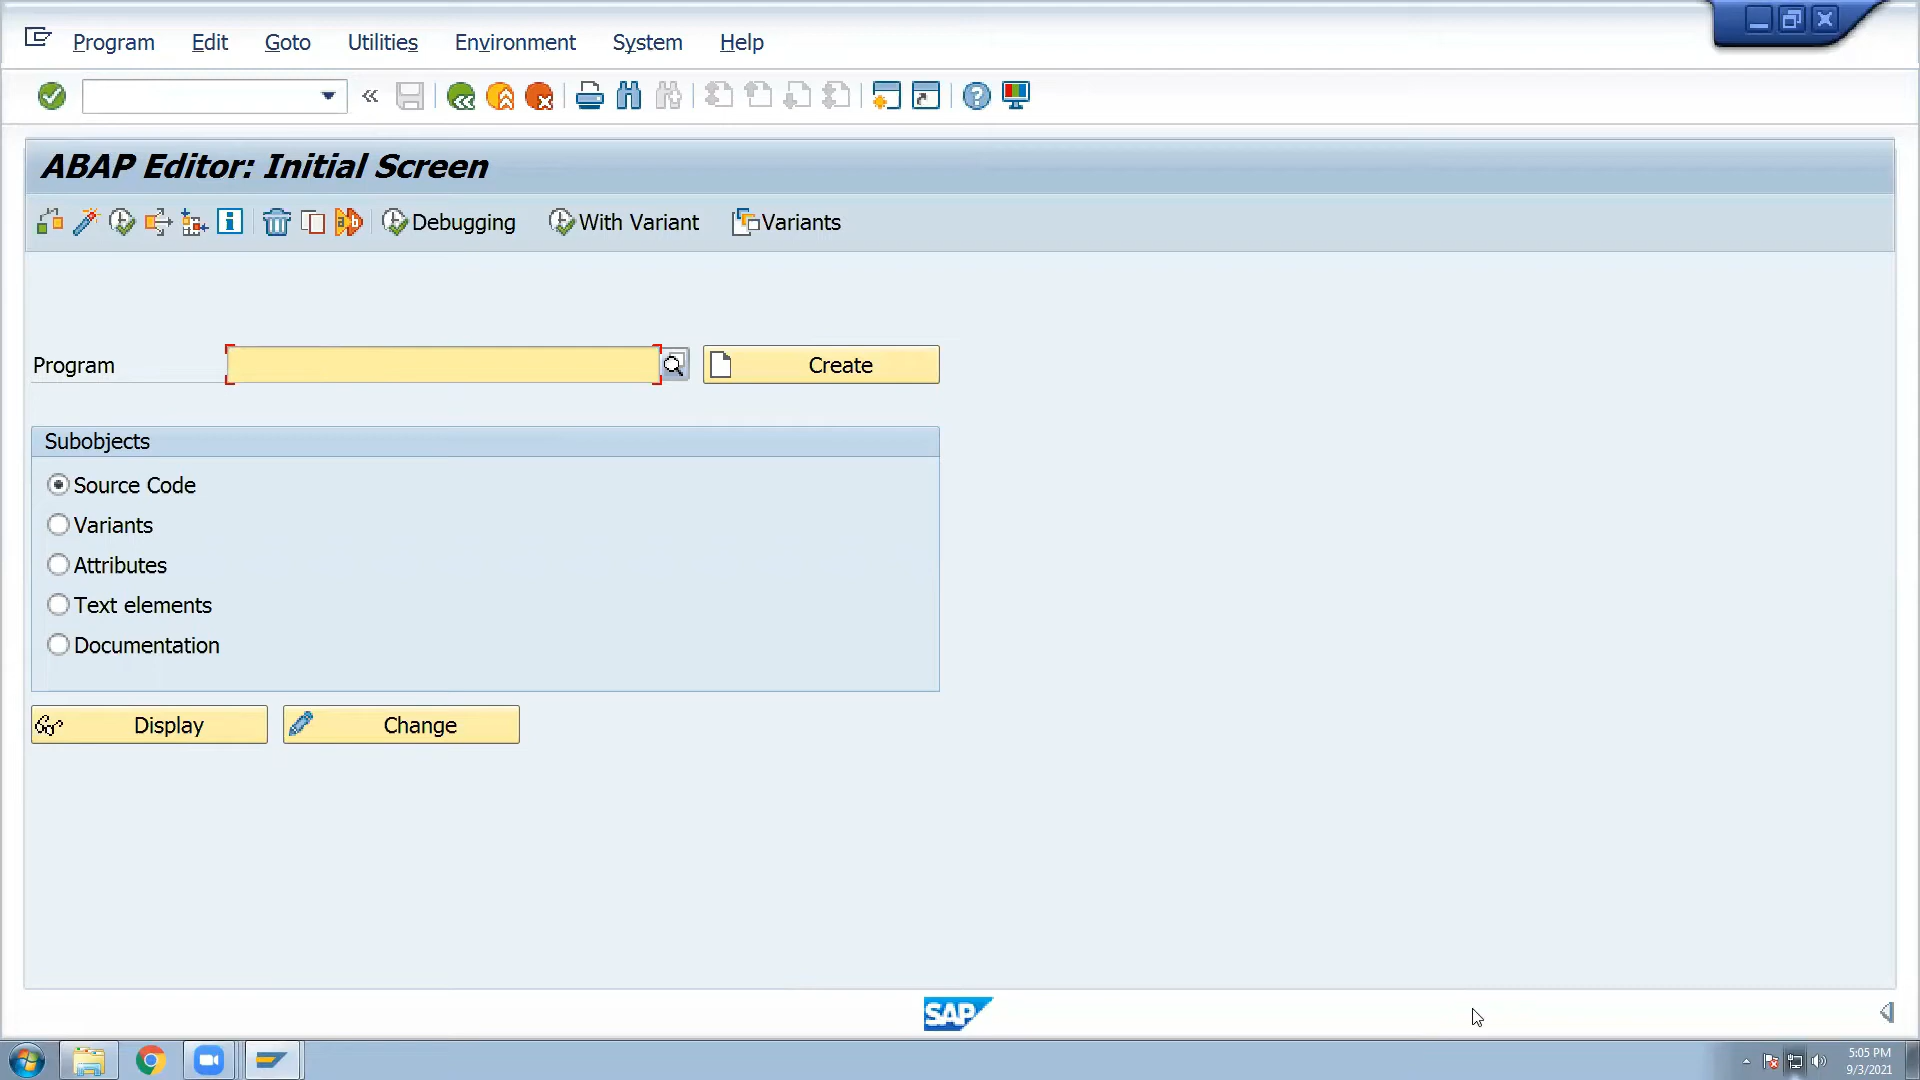 Program Edit Goto Utilities Environment System Help
ABAP Editor: Initial Screen
Debugging With Variant Variants
Program Create
Subobjects
Source Code
Variants
Attributes
Text elements
Documentation
Display Change
SAP
5:05 PM
9/3/2021